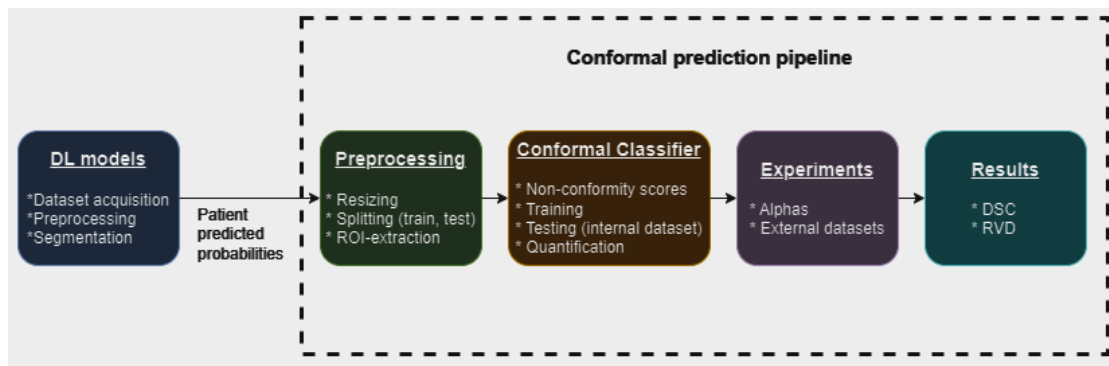 Conformal prediction pipeline
DL models
*Dataset acquisition
*Preprocessing
*Segmentation
Patient
predicted
probabilities
Preprocessing
* Resizing
* Splitting (train, test)
* ROI-extraction
Conformal Classifier
* Non-conformity scores
* Training
* Testing (internal dataset)
* Quantification
Experiments
* Alphas
* External datasets
Results
* DSC
* RVD